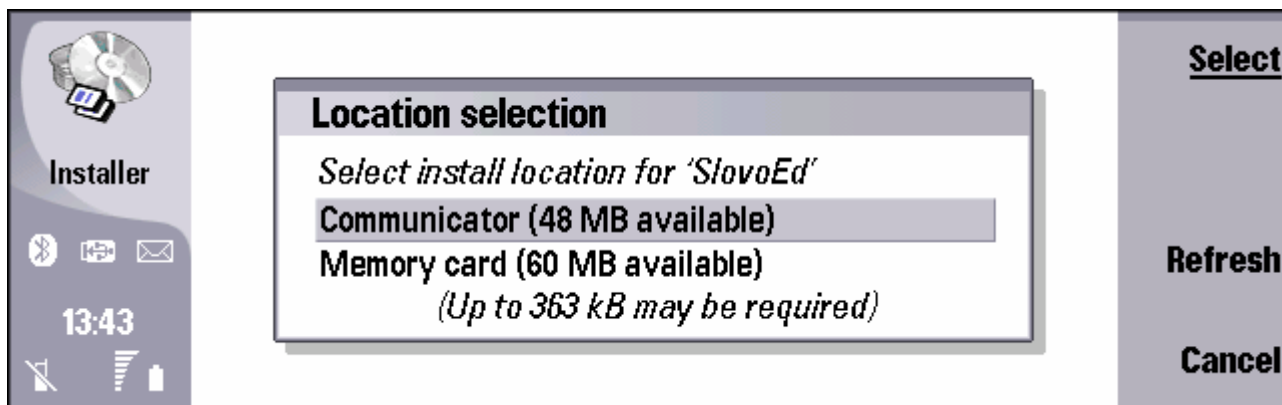 Installer
13:43
Location selection
Select install location for 'SlovoEd'
Communicator (48 MB available)
Memory card (60 MB available)
(Up to 363 kB may be required)
Select
Refresh
Cancel